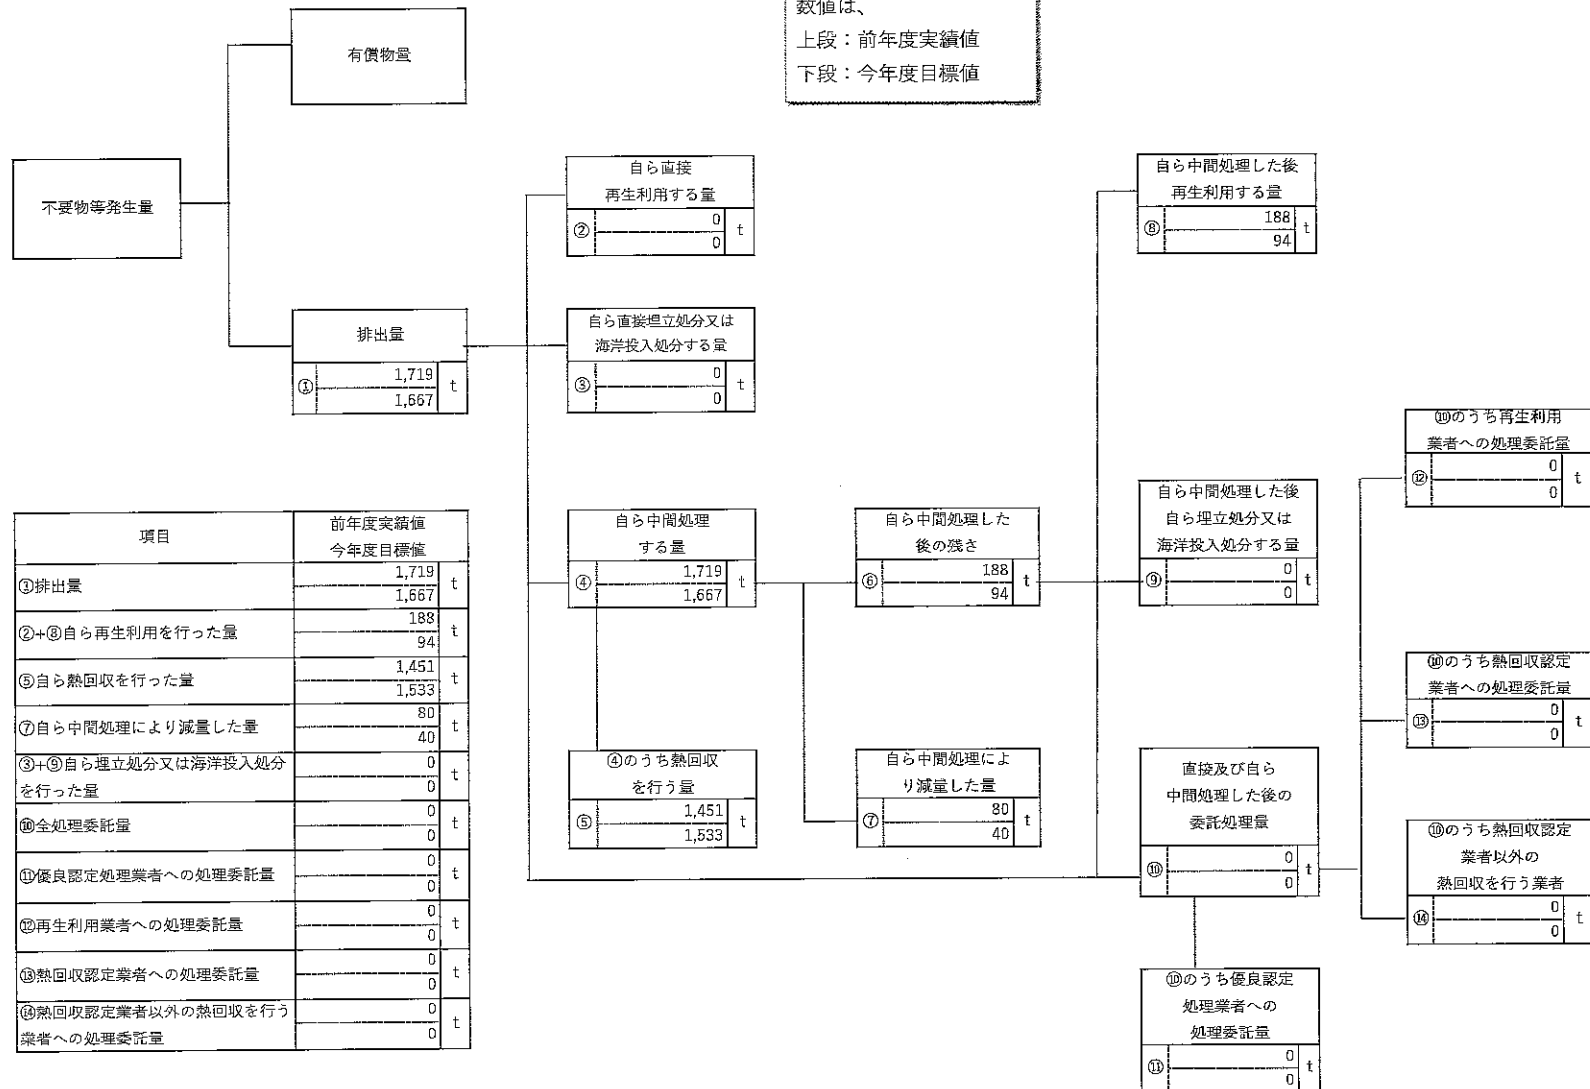 数値は、
上段：前年度実績値
下段：今年度目標値
有償物量
不要物等発生量
排出量
① 1,719 t
1,667
自ら直接
再生利用する量
② 0 t
0
自ら直接埋立処分又は
海洋投入処分する量
③ 0 t
0
自ら中間処理
する量
④ 1,719 t
1,667
④のうち熱回収
を行う量
⑤ 1,451 t
1,533
自ら中間処理した
後の残さ
⑥ 188 t
94
自ら中間処理によ
り減量した量
⑦ 80 t
40
自ら中間処理した後
再生利用する量
⑧ 188 t
94
自ら中間処理した後
自ら埋立処分又は
海洋投入処分する量
⑨ 0 t
0
直接及び自ら
中間処理した後の
委託処理量
⑩ 0 t
0
⑩のうち優良認定
処理業者への
処理委託量
⑪ 0 t
0
⑩のうち再生利用
業者への処理委託量
⑫ 0 t
0
⑩のうち熱回収認定
業者への処理委託量
⑬ 0 t
0
⑩のうち熱回収認定
業者以外の
熱回収を行う業者
⑭ 0 t
0
項目 前年度実績値
今年度目標値
①排出量 1,719 t
1,667
②+⑧自ら再生利用を行った量 188 t
94
⑤自ら熱回収を行った量 1,451 t
1,533
⑦自ら中間処理により減量した量 80 t
40
③+⑨自ら埋立処分又は海洋投入処分
を行った量 0 t
0
⑩全処理委託量 0 t
0
⑪優良認定処理業者への処理委託量 0 t
0
⑫再生利用業者への処理委託量 0 t
0
⑬熱回収認定業者への処理委託量 0 t
0
⑭熱回収認定業者以外の熱回収を行う
業者への処理委託量 0 t
0